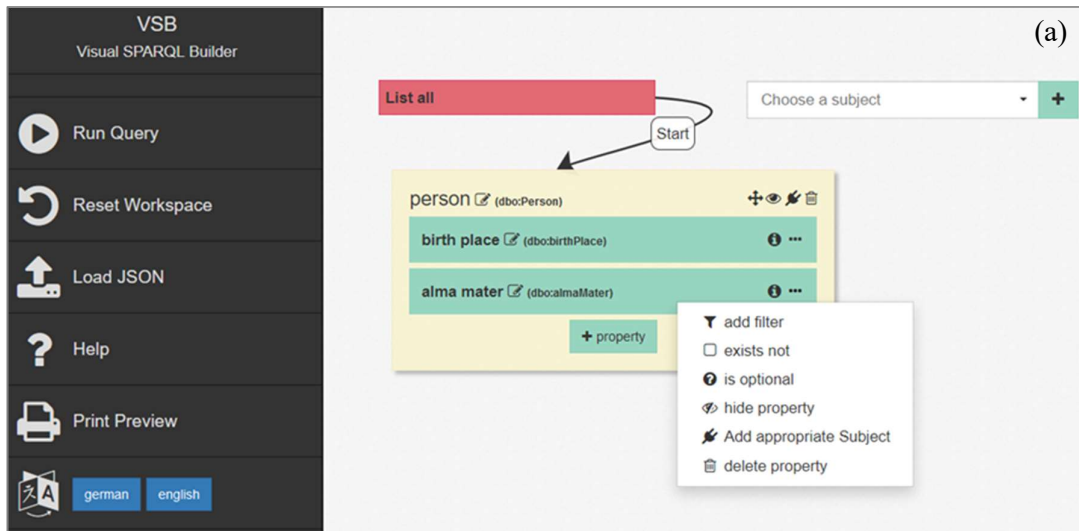 VSB
Visual SPARQL Builder
(a)
Run Query
Reset Workspace
Load JSON
Help
Print Preview
german english
List all
Choose a subject
Start
person (dbo:Person)
birth place (dbo:birthPlace)
alma mater (dbo:almaMater)
+ property
add filter
exists not
is optional
hide property
Add appropriate Subject
delete property